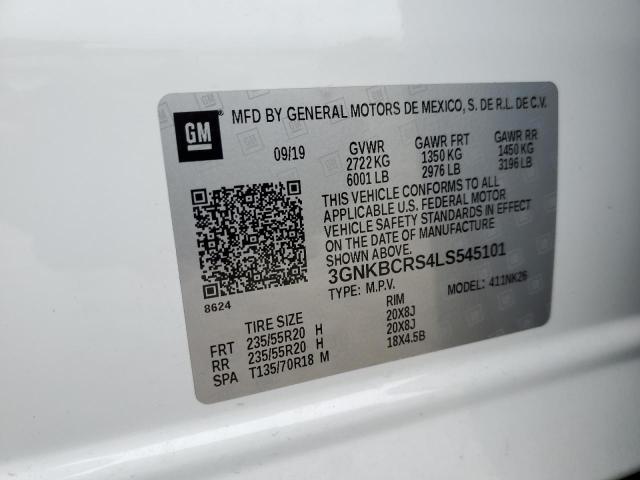 GM
MFD BY GENERAL MOTORS DE MEXICO, S. DE R.L. DE C.V.
09/19 GVWR GAWR FRT GAWR RR
2722 KG 1350 KG 1450 KG
6001 LB 2976 LB 3196 LB
THIS VEHICLE CONFORMS TO ALL
APPLICABLE U.S. FEDERAL MOTOR
VEHICLE SAFETY STANDARDS IN EFFECT
ON THE DATE OF MANUFACTURE
3GNKBCRS4LS545101
TYPE: M.P.V. MODEL: 411NK26
8624
TIRE SIZE RIM
FRT 235/55R20 H 20X8J
RR 235/55R20 H 20X8J
SPA T135/70R18 M 18X4.5B